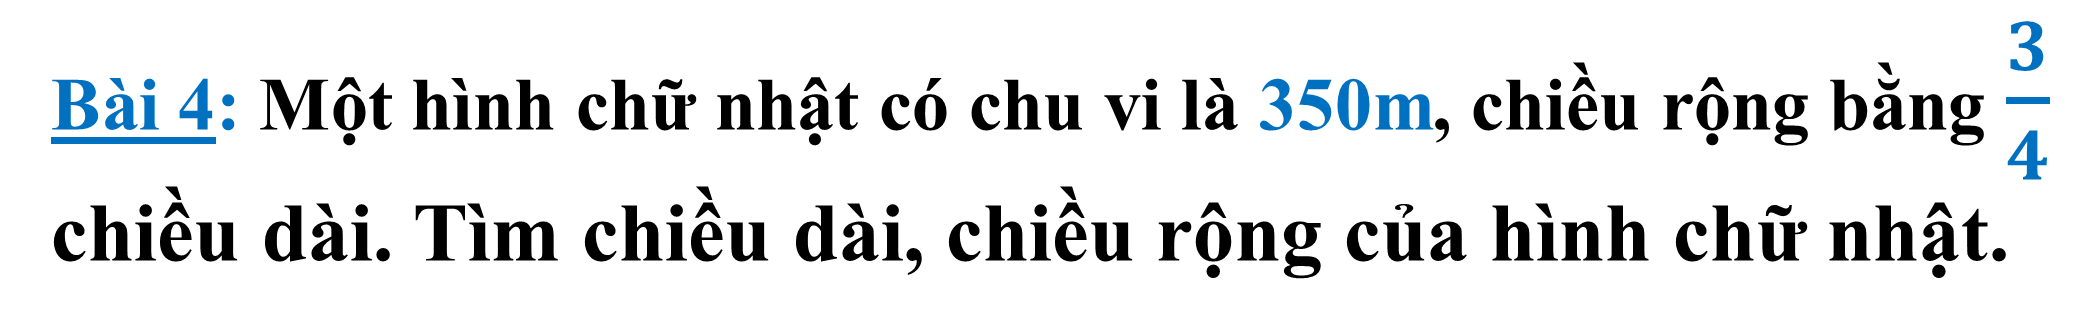 Bài 4: Một hình chữ nhật có chu vi là 350m, chiều rộng bằng 3/4
chiều dài. Tìm chiều dài, chiều rộng của hình chữ nhật.